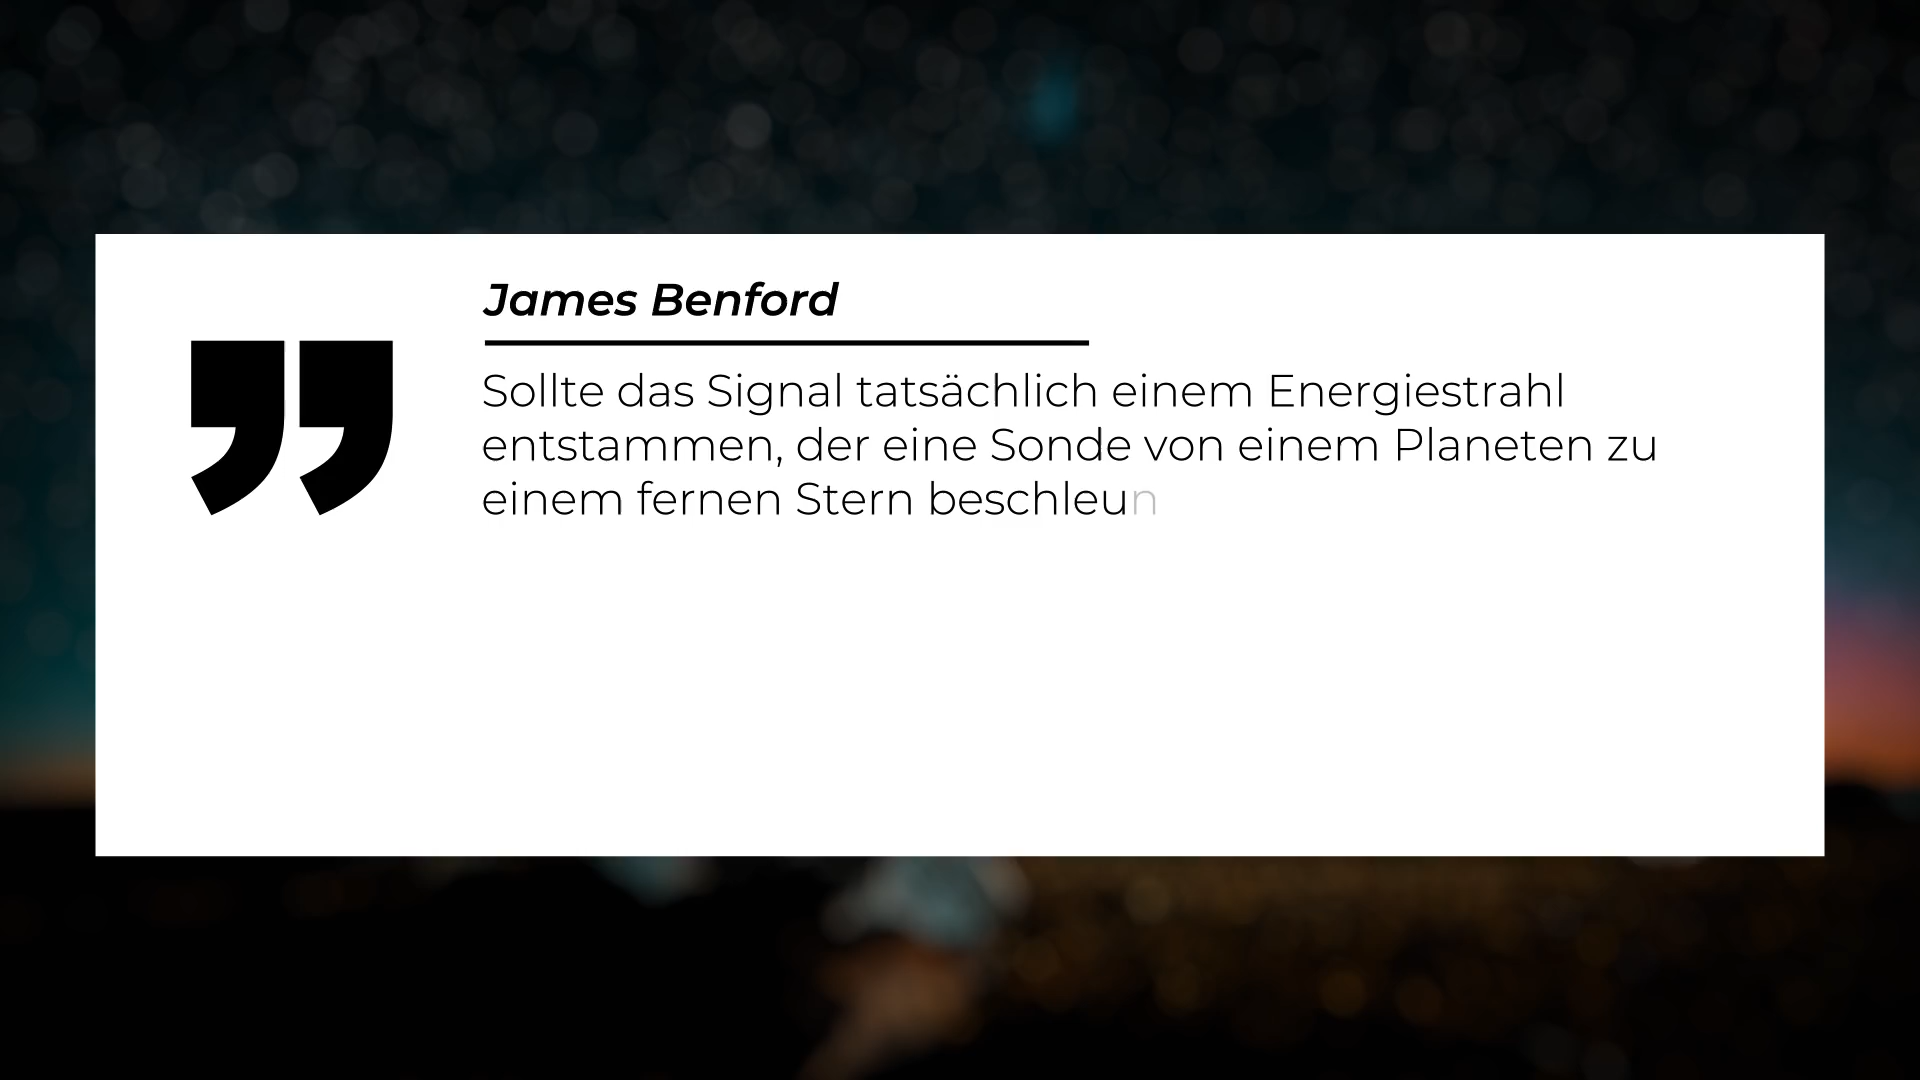 James Benford
Sollte das Signal tatsächlich einem Energiestrahl
entstammen, der eine Sonde von einem Planeten zu
einem fernen Stern beschleun